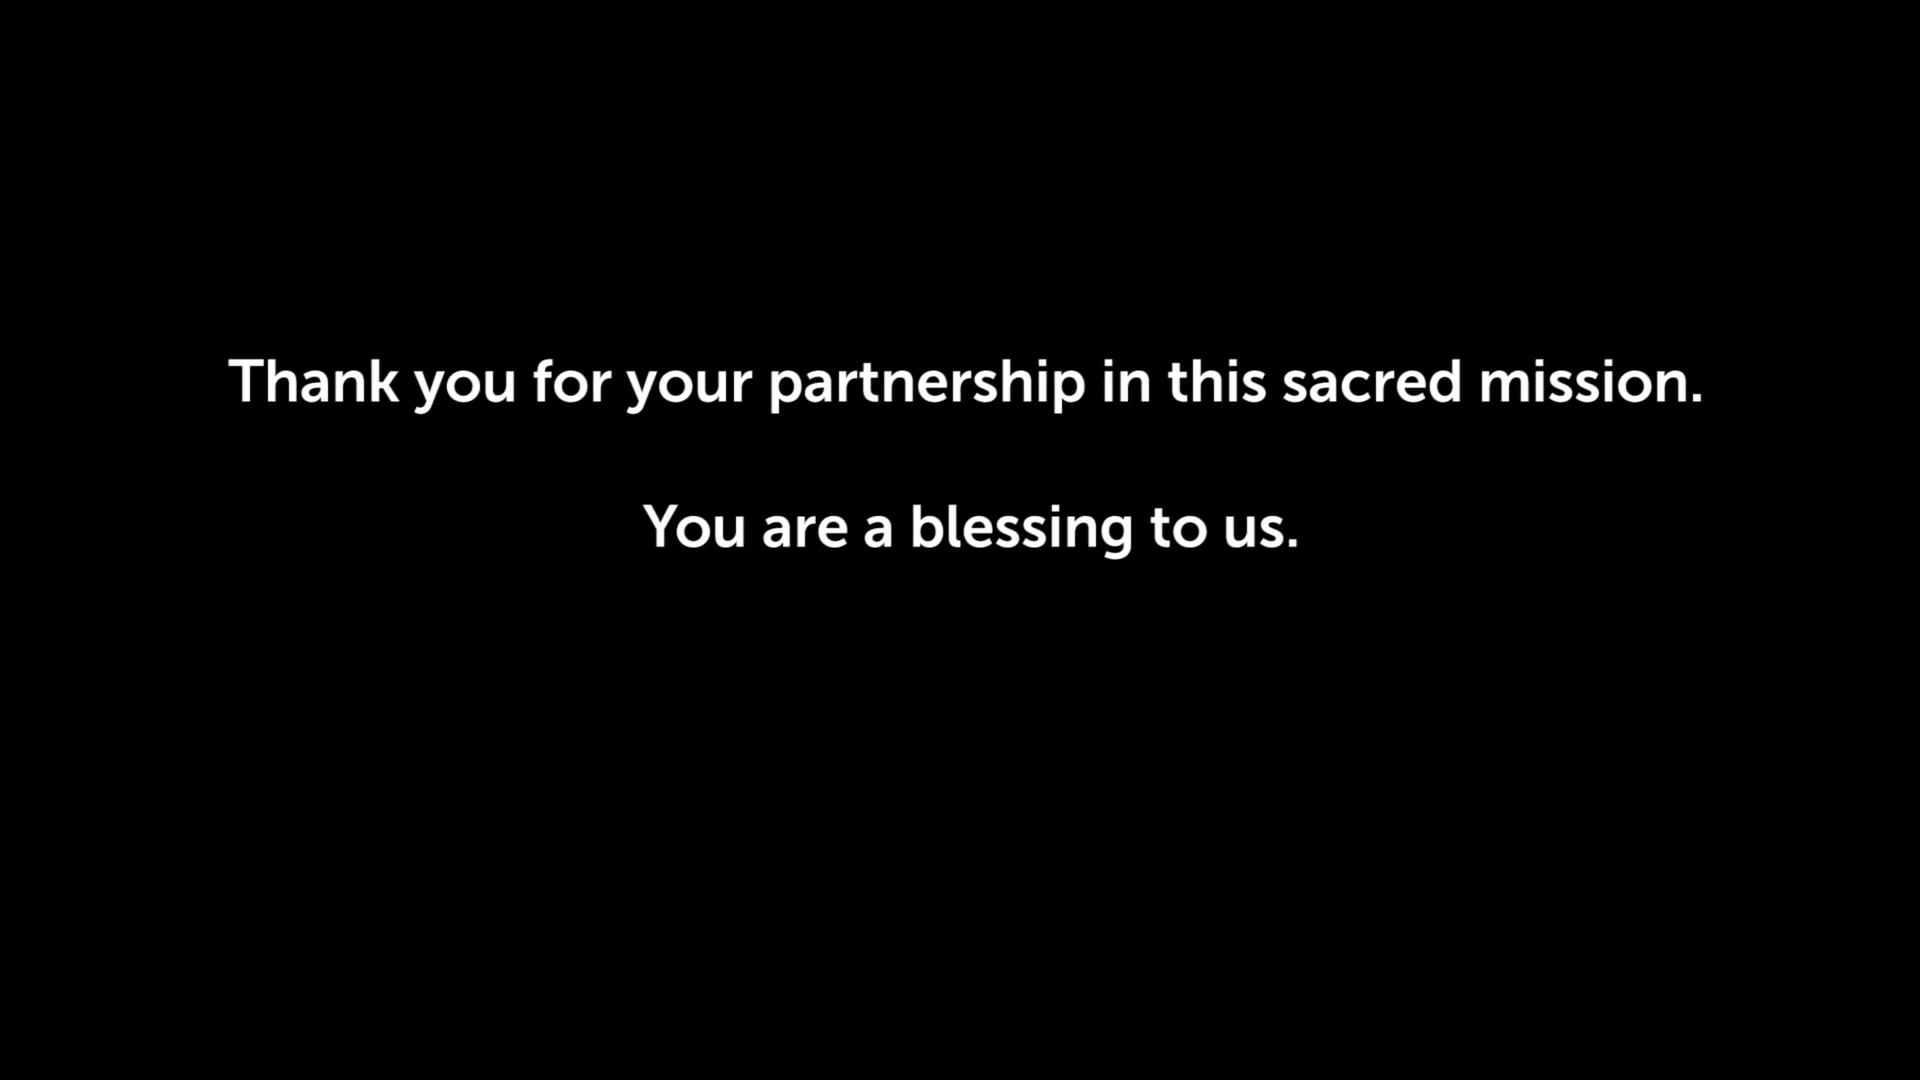 Thank you for your partnership in this sacred mission.
You are a blessing to us.